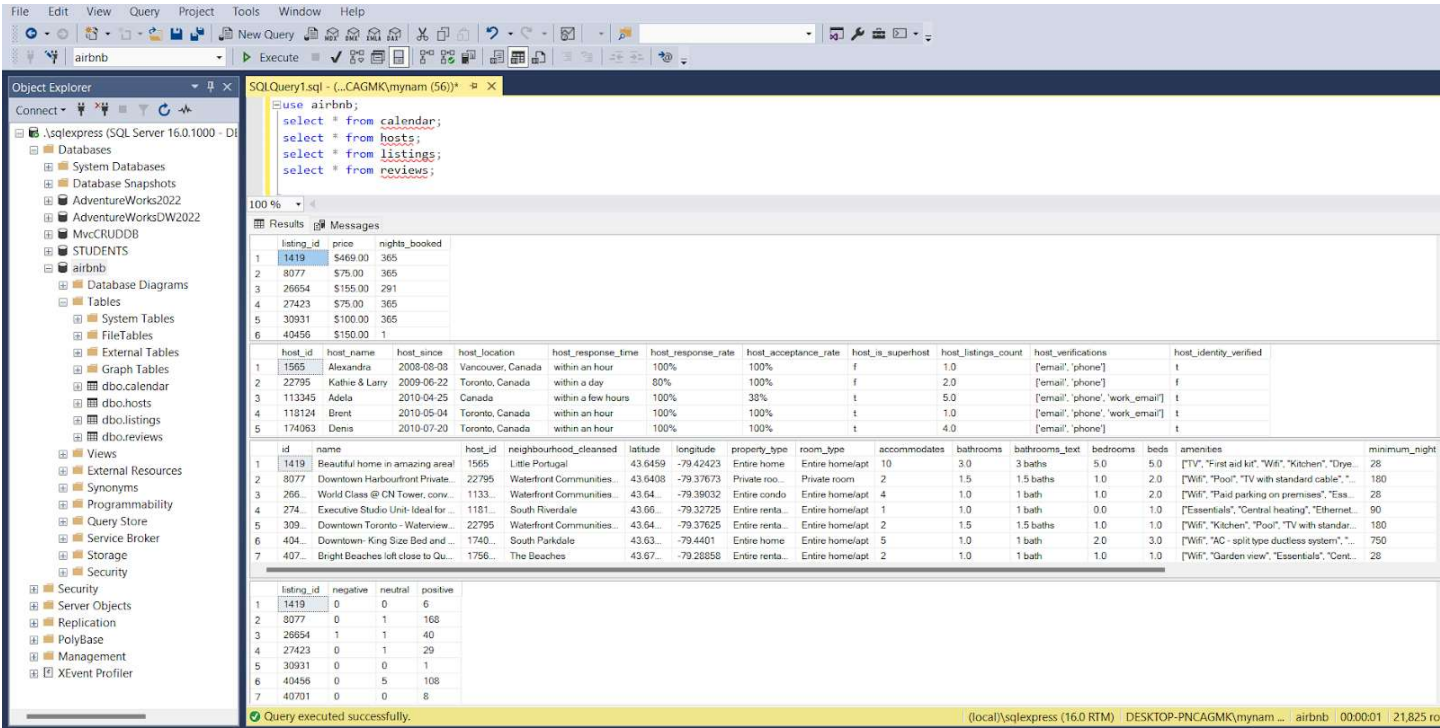 File Edit View Query Project Tools Window Help
New Query MDX DMX XMLA DAX
airbnb Execute
Object Explorer
Connect
.\sqlexpress (SQL Server 16.0.1000 - DE
Databases
System Databases
Database Snapshots
AdventureWorks2022
AdventureWorksDW2022
MvcCRUDDB
STUDENTS
airbnb
Database Diagrams
Tables
System Tables
FileTables
External Tables
Graph Tables
dbo.calendar
dbo.hosts
dbo.listings
dbo.reviews
Views
External Resources
Synonyms
Programmability
Query Store
Service Broker
Storage
Security
Security
Server Objects
Replication
PolyBase
Management
XEvent Profiler
SQLQuery1.sql - (...CAGMK\mynam (56))*
use airbnb;
select * from calendar;
select * from hosts;
select * from listings;
select * from reviews;
100 %
Results Messages
listing_id price nights_booked
1 1419 $469.00 365
2 8077 $75.00 365
3 26654 $155.00 291
4 27423 $75.00 365
5 30931 $100.00 365
6 40456 $150.00 1
host_id host_name host_since host_location host_response_time host_response_rate host_acceptance_rate host_is_superhost host_listings_count host_verifications host_identity_verified
1 1565 Alexandra 2008-08-08 Vancouver, Canada within an hour 100% 100% f 1.0 ['email', 'phone'] t
2 22795 Kathie & Larry 2009-06-22 Toronto, Canada within a day 80% 100% f 2.0 ['email', 'phone'] f
3 113345 Adela 2010-04-25 Canada within a few hours 100% 38% t 5.0 ['email', 'phone', 'work_email'] t
4 118124 Brent 2010-05-04 Toronto, Canada within an hour 100% 100% t 1.0 ['email', 'phone', 'work_email'] t
5 174063 Denis 2010-07-20 Toronto, Canada within an hour 100% 100% t 4.0 ['email', 'phone'] t
id name host_id neighbourhood_cleansed latitude longitude property_type room_type accommodates bathrooms bathrooms_text bedrooms beds amenities minimum_night
1 1419 Beautiful home in amazing area! 1565 Little Portugal 43.6459 -79.42423 Entire home Entire home/apt 10 3.0 3 baths 5.0 5.0 ["TV", "First aid kit", "Wifi", "Kitchen", "Drye... 28
2 8077 Downtown Harbourfront Private... 22795 Waterfront Communities... 43.6408 -79.37673 Private roo... Private room 2 1.5 1.5 baths 1.0 2.0 ["Wifi", "Pool", "TV with standard cable", "... 180
3 266... World Class @ CN Tower, conv... 1133... Waterfront Communities... 43.64... -79.39032 Entire condo Entire home/apt 4 1.0 1 bath 1.0 2.0 ["Wifi", "Paid parking on premises", "Ess... 28
4 274... Executive Studio Unit- Ideal for ... 1181... South Riverdale 43.66... -79.32725 Entire renta... Entire home/apt 1 1.0 1 bath 0.0 1.0 ["Essentials", "Central heating", "Ethernet... 90
5 309... Downtown Toronto - Waterview... 22795 Waterfront Communities... 43.64... -79.37625 Entire renta... Entire home/apt 2 1.5 1.5 baths 1.0 1.0 ["Wifi", "Kitchen", "Pool", "TV with standar... 180
6 404... Downtown- King Size Bed and ... 1740... South Parkdale 43.63... -79.4401 Entire home Entire home/apt 5 1.0 1 bath 2.0 3.0 ["Wifi", "AC - split type ductless system", "... 750
7 407... Bright Beaches loft close to Qu... 1756... The Beaches 43.67... -79.28858 Entire renta... Entire home/apt 2 1.0 1 bath 1.0 1.0 ["Wifi", "Garden view", "Essentials", "Cent... 28
listing_id negative neutral positive
1 1419 0 0 6
2 8077 0 1 168
3 26654 1 1 40
4 27423 0 1 29
5 30931 0 0 1
6 40456 0 5 108
7 40701 0 0 8
Query executed successfully. (local)\sqlexpress (16.0 RTM) DESKTOP-PNCAGMK\mynam ... airbnb 00:00:01 21,825 ro